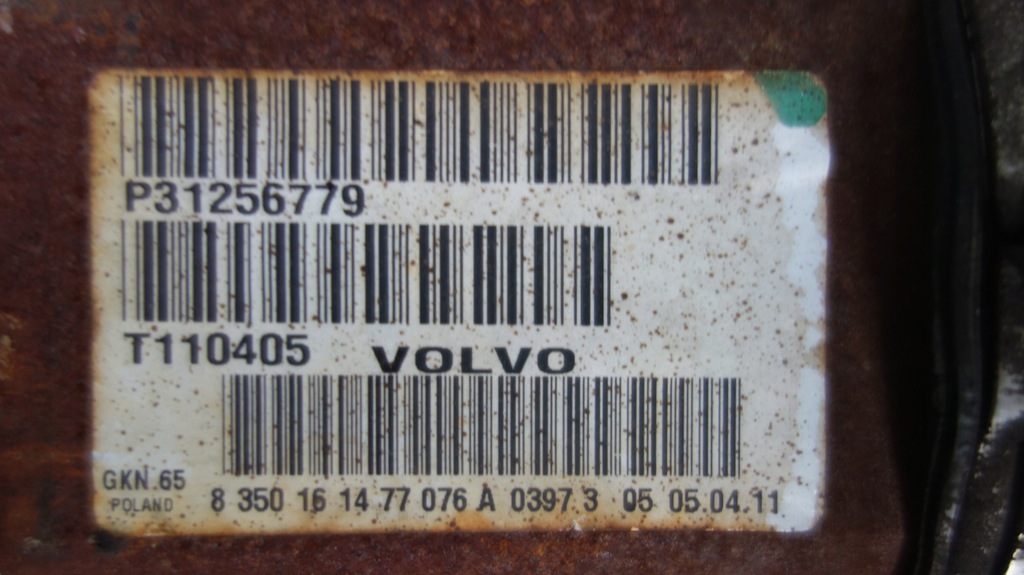 P31256779
T110405 VOLVO
GKN.65
POLAND
8 350 16 14 77 076 A 0397 3 05 05.04.11